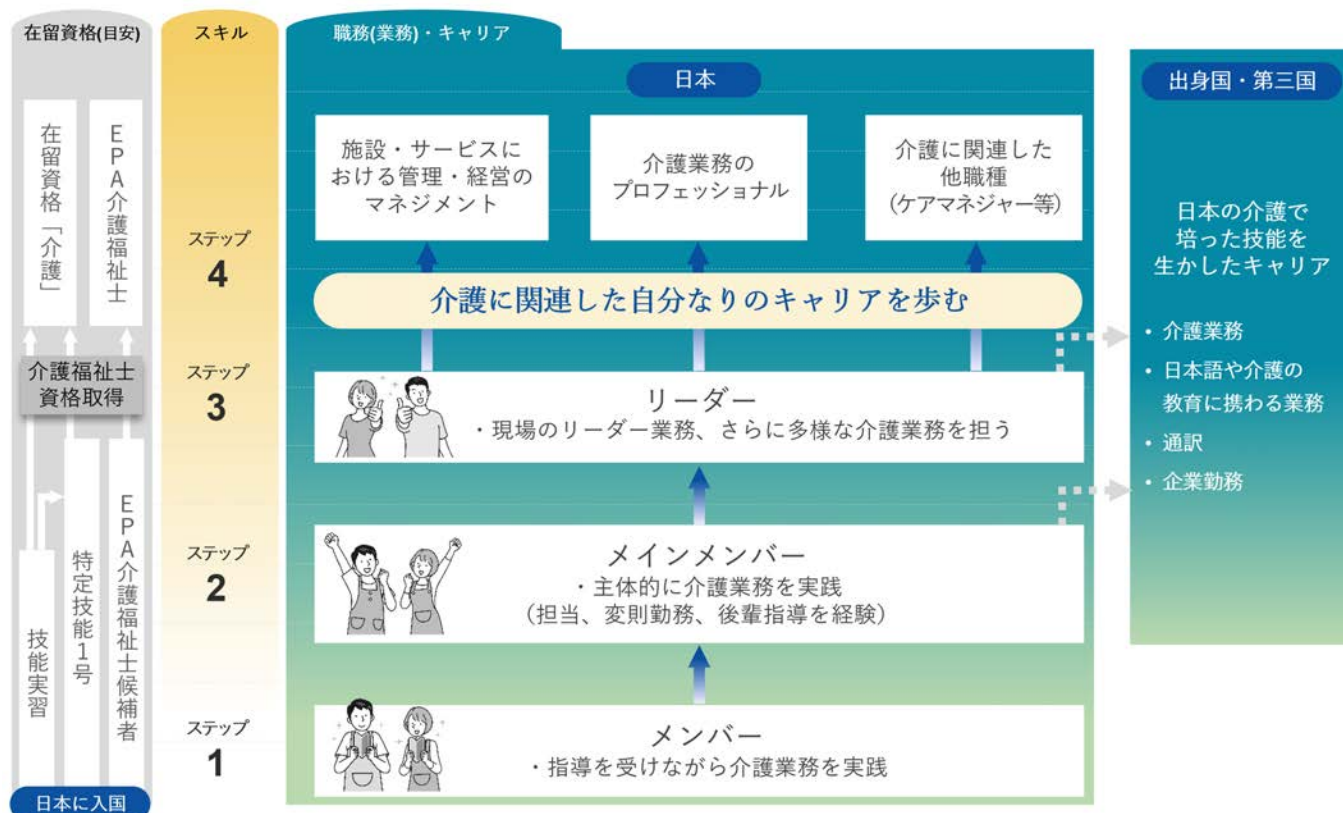 在留資格(目安)
スキル
職務(業務)・キャリア
日本
出身国・第三国
在留資格「介護」
EPA介護福祉士
介護福祉士
資格取得
技能実習
特定技能1号
EPA介護福祉士候補者
日本に入国
ステップ
4
ステップ
3
ステップ
2
ステップ
1
施設・サービスに
おける管理・経営の
マネジメント
介護業務の
プロフェッショナル
介護に関連した
他職種
(ケアマネジャー等)
介護に関連した自分なりのキャリアを歩む
リーダー
・現場のリーダー業務、さらに多様な介護業務を担う
メインメンバー
・主体的に介護業務を実践
(担当、変則勤務、後輩指導を経験)
メンバー
・指導を受けながら介護業務を実践
日本の介護で
培った技能を
生かしたキャリア
・介護業務
・日本語や介護の
教育に携わる業務
・通訳
・企業勤務